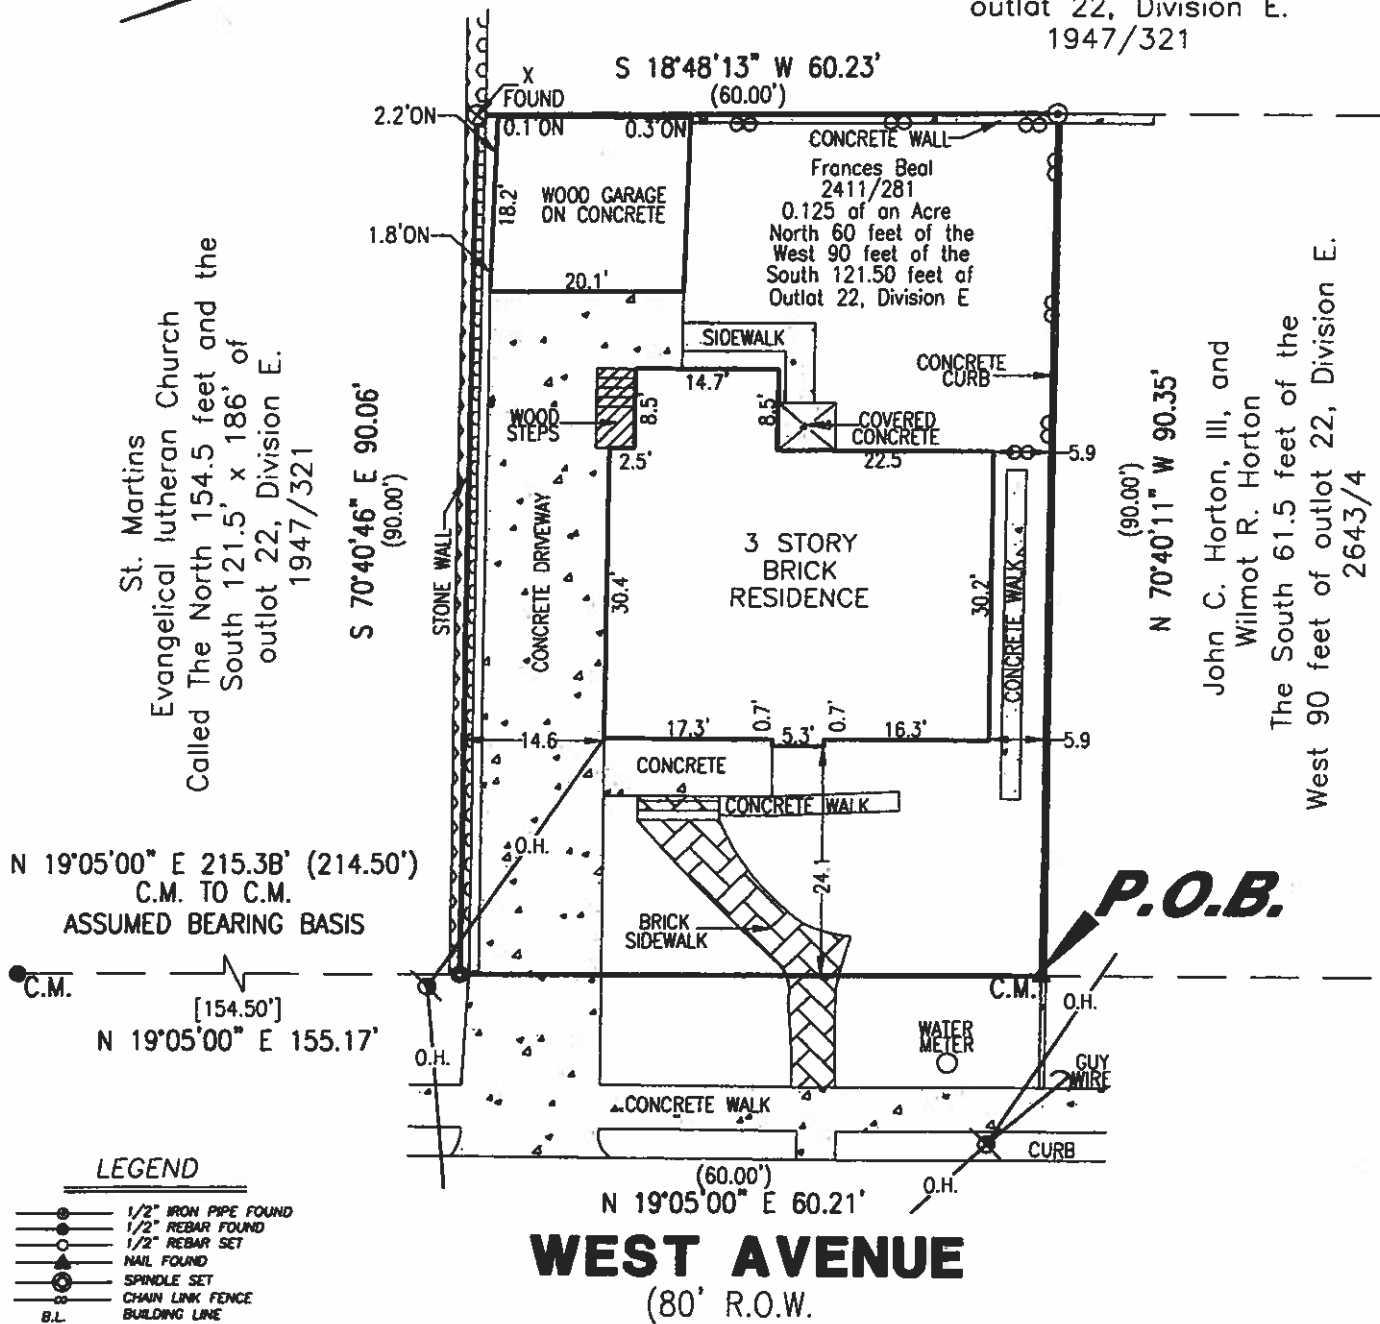 outlat 22, Division E.
1947/321
S 18°48'13" W 60.23'
(60.00')
X
FOUND
2.2'ON
0.1'ON
0.3'ON
CONCRETE WALL
WOOD GARAGE
ON CONCRETE
18.2'
1.8'ON
20.1'
Frances Beal
2411/281
0.125 af an Acre
North 60 feet of the
West 90 feet of the
South 121.50 feet af
Outlat 22, Division E
SIDEWALK
CONCRETE
CURB
14.7'
WOOD
STEPS
8.5'
8.5'
COVERED
CONCRETE
2.5'
22.5
5.9
St. Martins
Evangelical lutheran Church
Called The North 154.5 feet and the
South 121.5' x 186' of
outlot 22, Division E.
1947/321
S 70°40'46" E 90.06'
(90.00')
STONE WALL
CONCRETE DRIVEWAY
30.4'
3 STORY
BRICK
RESIDENCE
30.2'
CONCRETE WALK
(90.00')
N 70°40'11" W 90.35'
John C. Horton, III, and
Wilmot R. Horton
The South 61.5 feet of the
West 90 feet of outlot 22, Division E.
2643/4
14.6
17.3'
0.7'
5.3'
0.7'
16.3'
5.9
CONCRETE
CONCRETE WALK
O.H.
24.1
N 19°05'00" E 215.3B' (214.50')
C.M. TO C.M.
ASSUMED BEARING BASIS
BRICK
SIDEWALK
P.O.B.
C.M.
[154.50']
N 19°05'00" E 155.17'
C.M.
O.H.
O.H.
WATER
METER
GUY
WIRE
CONCRETE WALK
CURB
O.H.
(60.00')
N 19°05'00" E 60.21'
WEST AVENUE
(80' R.O.W.
LEGEND
1/2" IRON PIPE FOUND
1/2" REBAR FOUND
1/2" REBAR SET
NAIL FOUND
SPINDLE SET
CHAIN LINK FENCE
B.L. BUILDING LINE